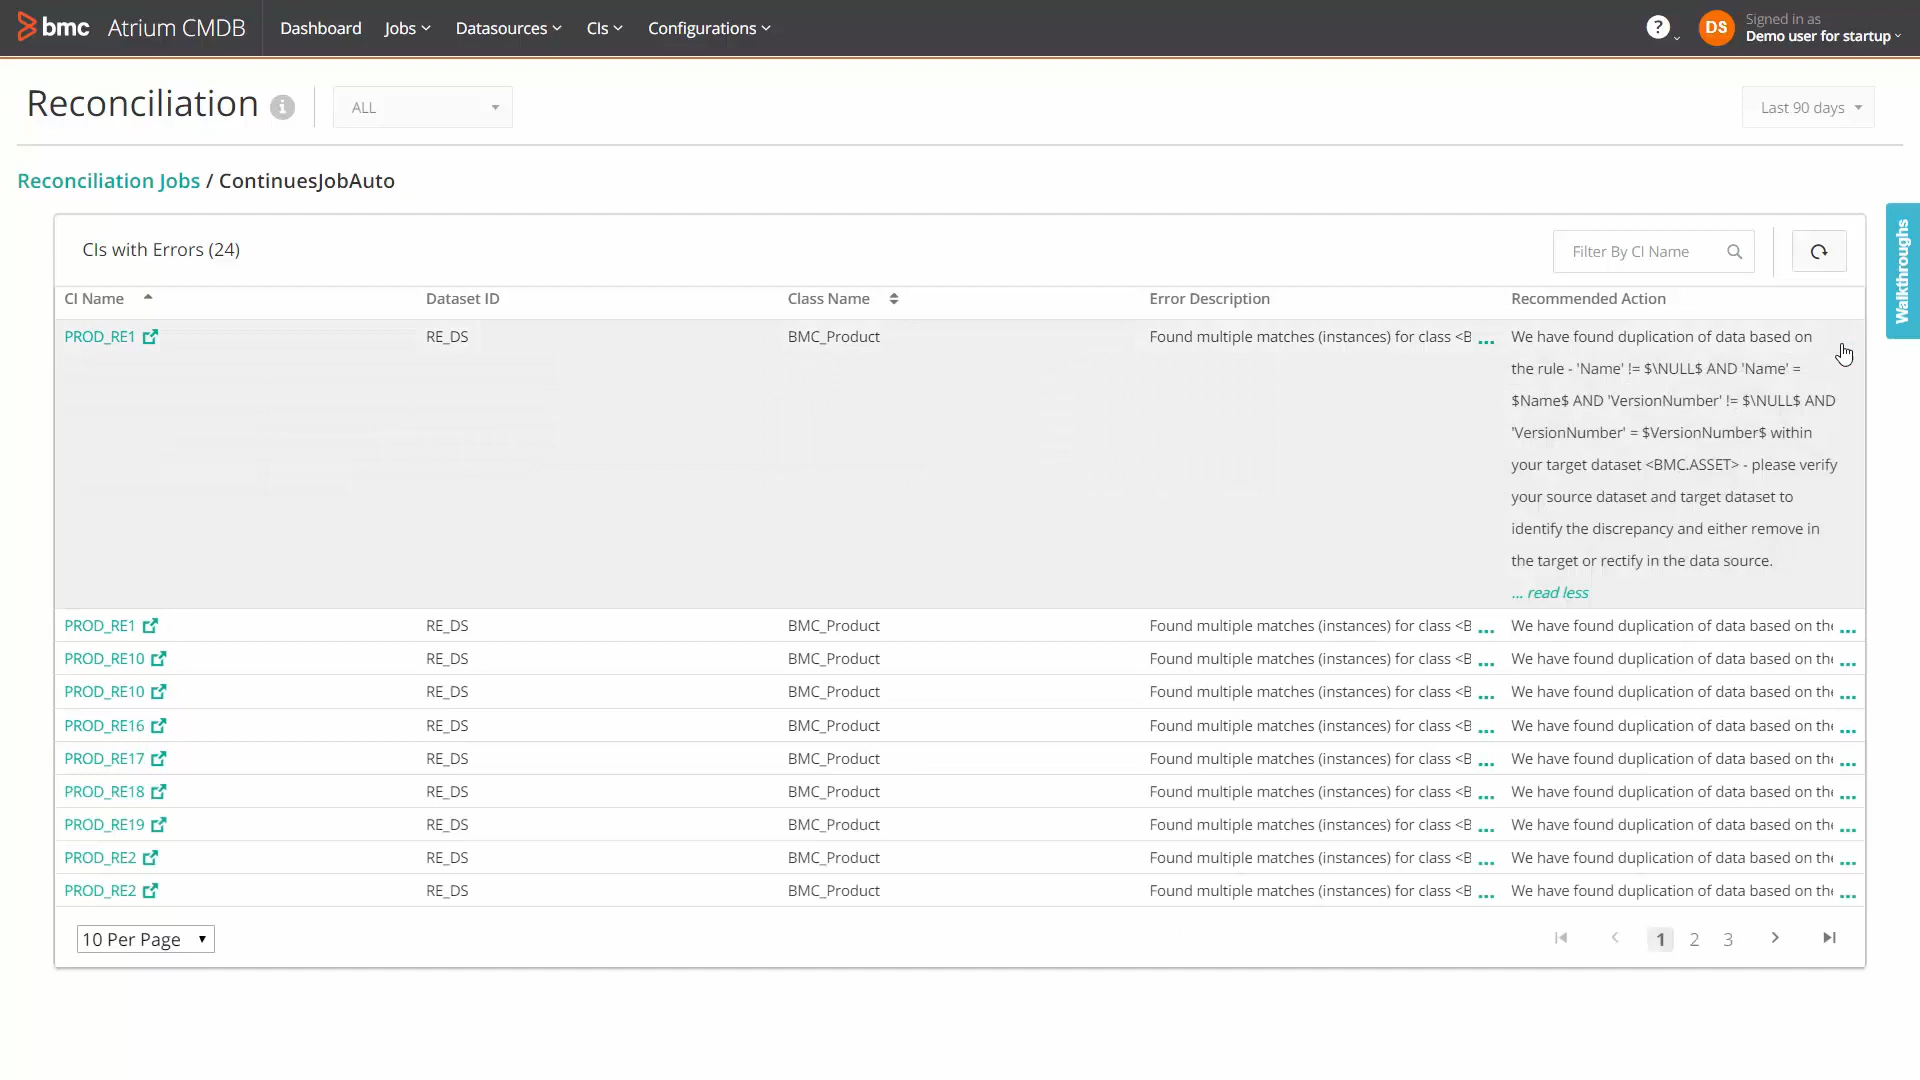 bmc Atrium CMDB Dashboard Jobs Datasources CIs Configurations ? DS Signed in as
Demo user for startup
Reconciliation i ALL Last 90 days
Reconciliation Jobs / ContinuesJobAuto
Walkthroughs
CIs with Errors (24) Filter By CI Name
CI Name Dataset ID Class Name Error Description Recommended Action
PROD_RE1 RE_DS BMC_Product Found multiple matches (instances) for class <B ... We have found duplication of data based on
the rule - 'Name' != $\NULL$ AND 'Name' =
$Name$ AND 'VersionNumber' != $\NULL$ AND
'VersionNumber' = $VersionNumber$ within
your target dataset <BMC.ASSET> - please verify
your source dataset and target dataset to
identify the discrepancy and either remove in
the target or rectify in the data source.
... read less
PROD_RE1 RE_DS BMC_Product Found multiple matches (instances) for class <B ... We have found duplication of data based on the ...
PROD_RE10 RE_DS BMC_Product Found multiple matches (instances) for class <B ... We have found duplication of data based on the ...
PROD_RE10 RE_DS BMC_Product Found multiple matches (instances) for class <B ... We have found duplication of data based on the ...
PROD_RE16 RE_DS BMC_Product Found multiple matches (instances) for class <B ... We have found duplication of data based on the ...
PROD_RE17 RE_DS BMC_Product Found multiple matches (instances) for class <B ... We have found duplication of data based on the ...
PROD_RE18 RE_DS BMC_Product Found multiple matches (instances) for class <B ... We have found duplication of data based on the ...
PROD_RE19 RE_DS BMC_Product Found multiple matches (instances) for class <B ... We have found duplication of data based on the ...
PROD_RE2 RE_DS BMC_Product Found multiple matches (instances) for class <B ... We have found duplication of data based on the ...
PROD_RE2 RE_DS BMC_Product Found multiple matches (instances) for class <B ... We have found duplication of data based on the ...
10 Per Page 1 2 3